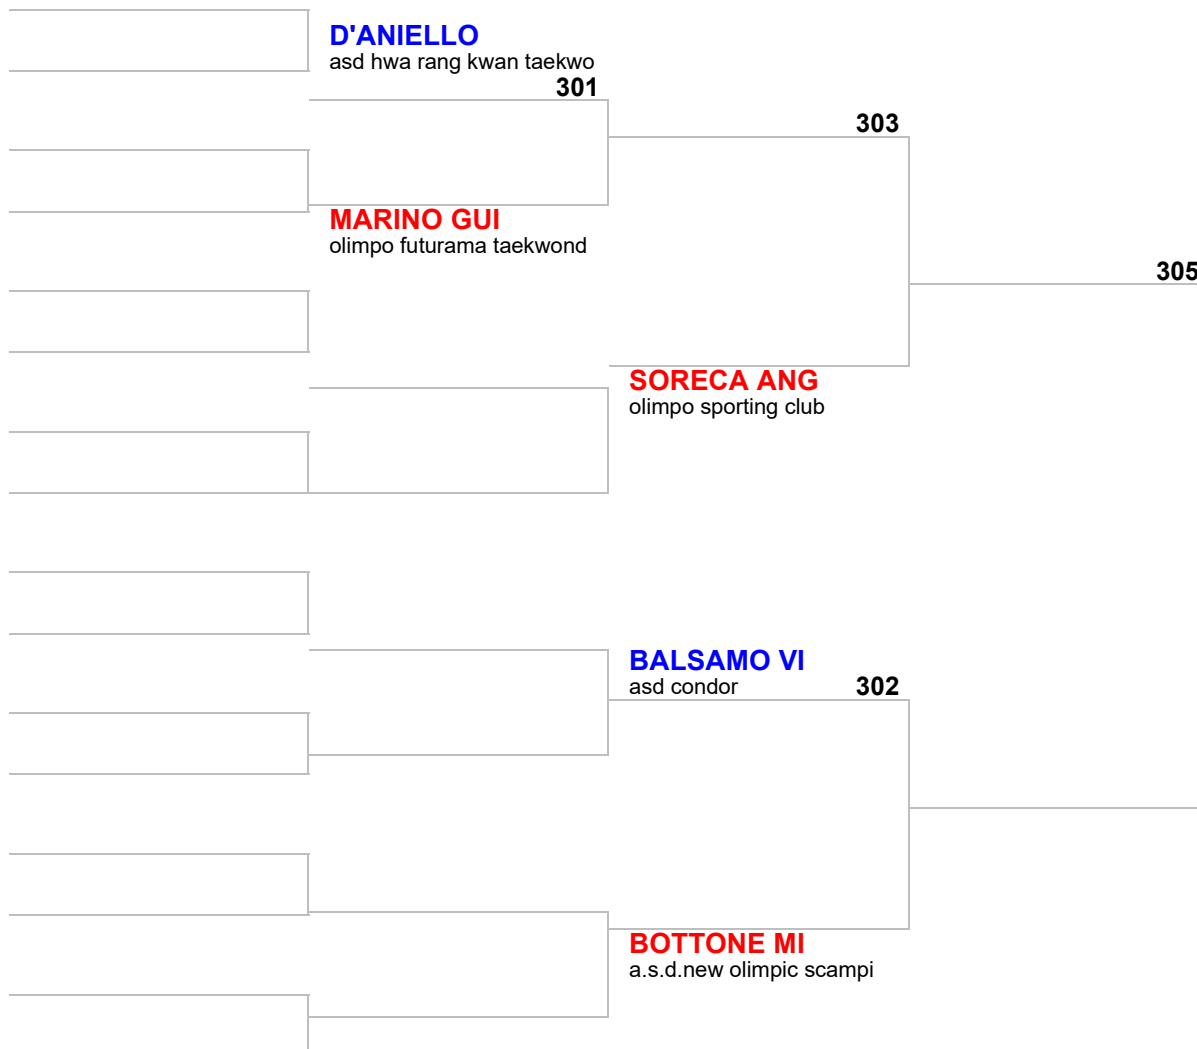 D'ANIELLO
asd hwa rang kwan taekwo
301
303
MARINO GUI
olimpo futurama taekwond
305
SORECA ANG
olimpo sporting club
BALSAMO VI
asd condor
302
BOTTONE MI
a.s.d.new olimpic scampi